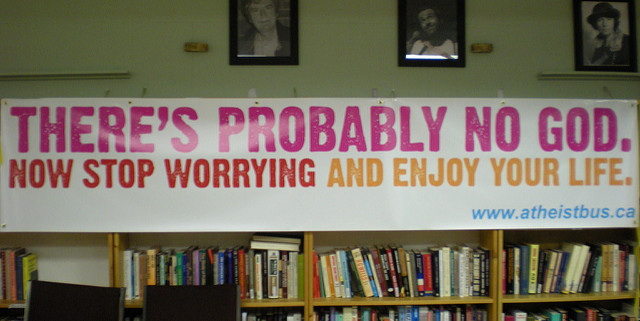 THERE'S PROBABLY NO GOD.
NOW STOP WORRYING AND ENJOY YOUR LIFE.
www.atheistbus.ca